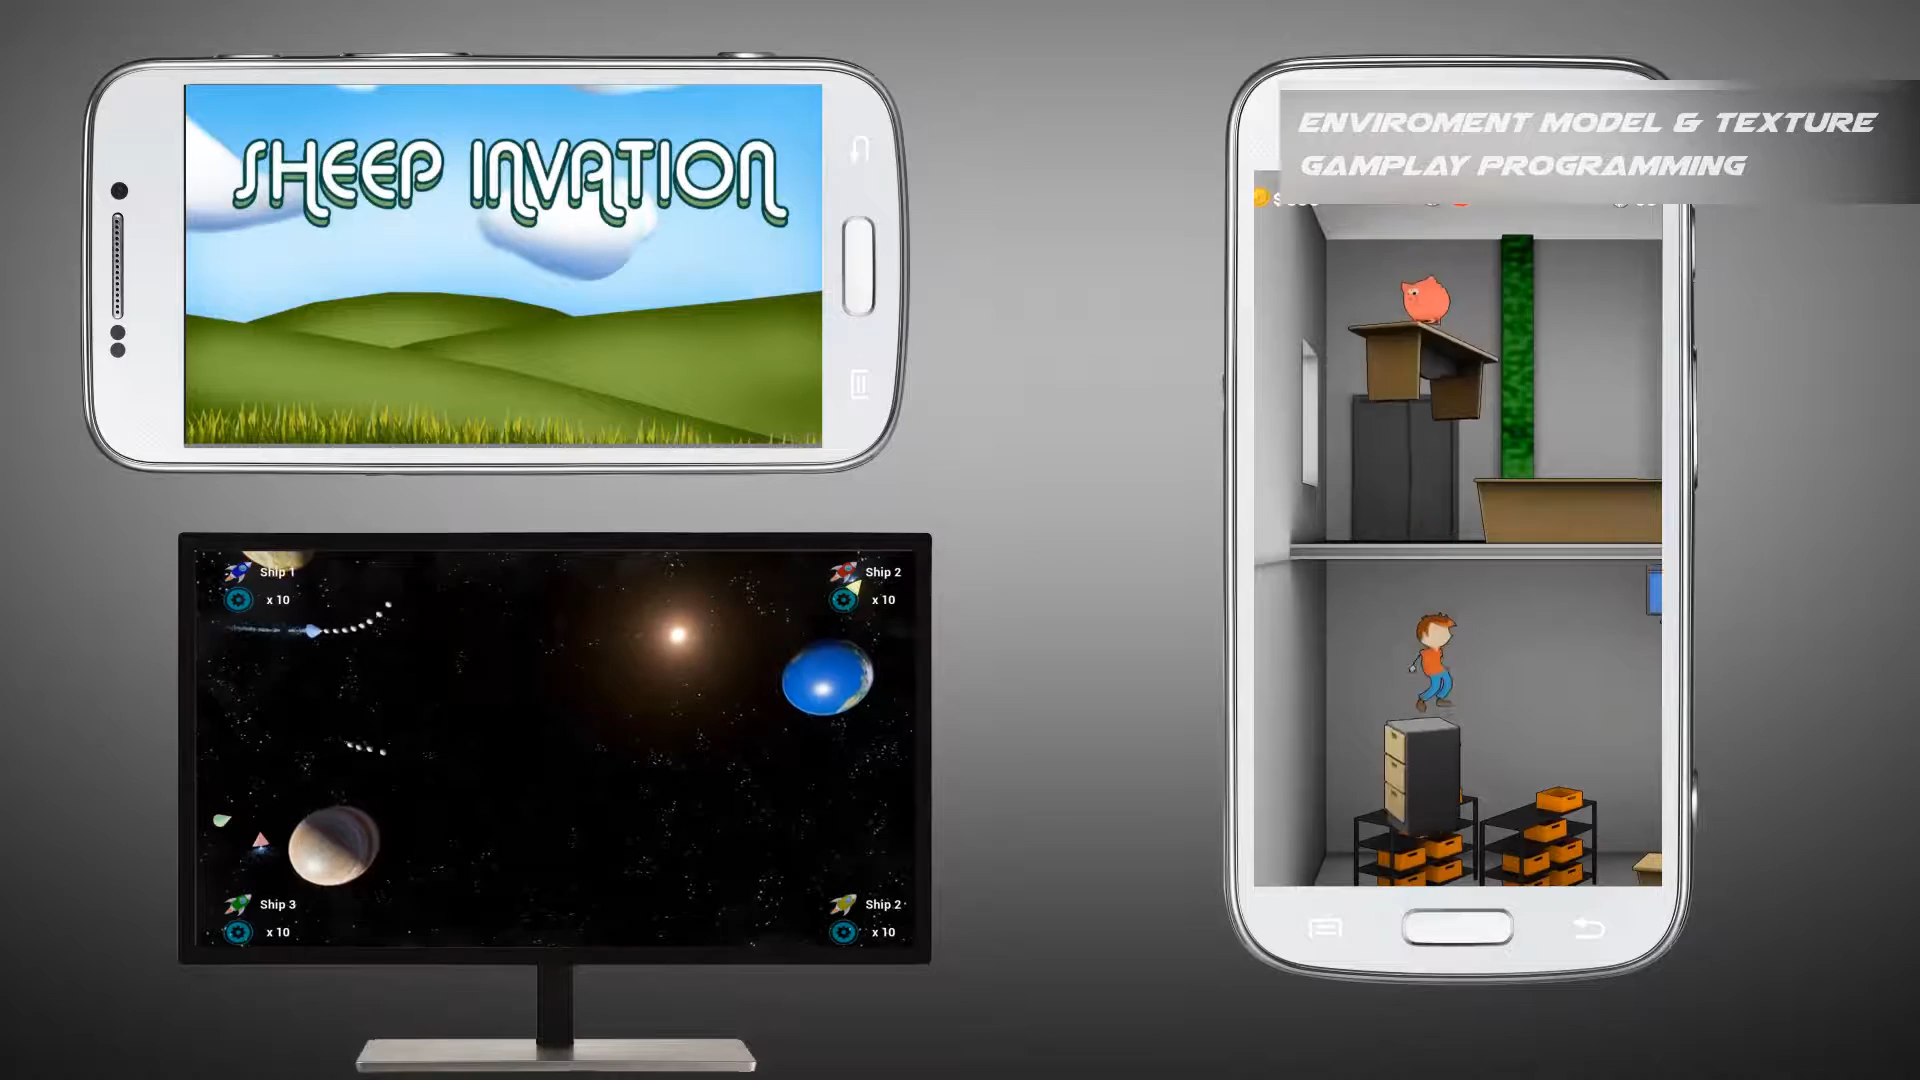 SHEEP INVATION
ENVIROMENT MODEL & TEXTURE
GAMPLAY PROGRAMMING
Ship 1
x 10
Ship 2
x 10
Ship 3
x 10
Ship 2
x 10